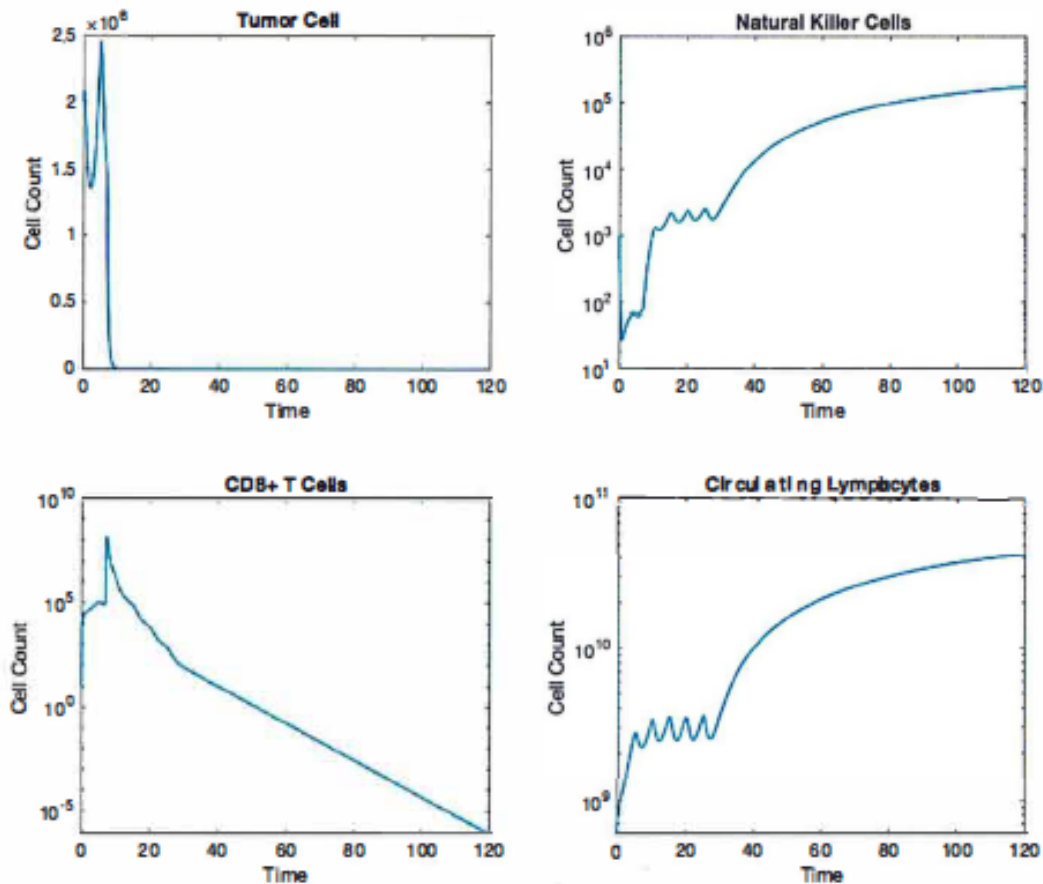 Tumor Cell
×10⁶
2.5
2
1.5
1
0.5
0
Cell Count
0 20 40 60 80 100 120
Time
Natural Killer Cells
10⁶
10⁵
10⁴
10³
10²
10¹
Cell Count
0 20 40 60 80 100 120
Time
CD8+ T Cells
10¹⁰
10⁵
10⁰
10⁻⁵
Cell Count
0 20 40 60 80 100 120
Time
Circulating Lympocytes
10¹¹
10¹⁰
10⁹
Cell Count
0 20 40 60 80 100 120
Time